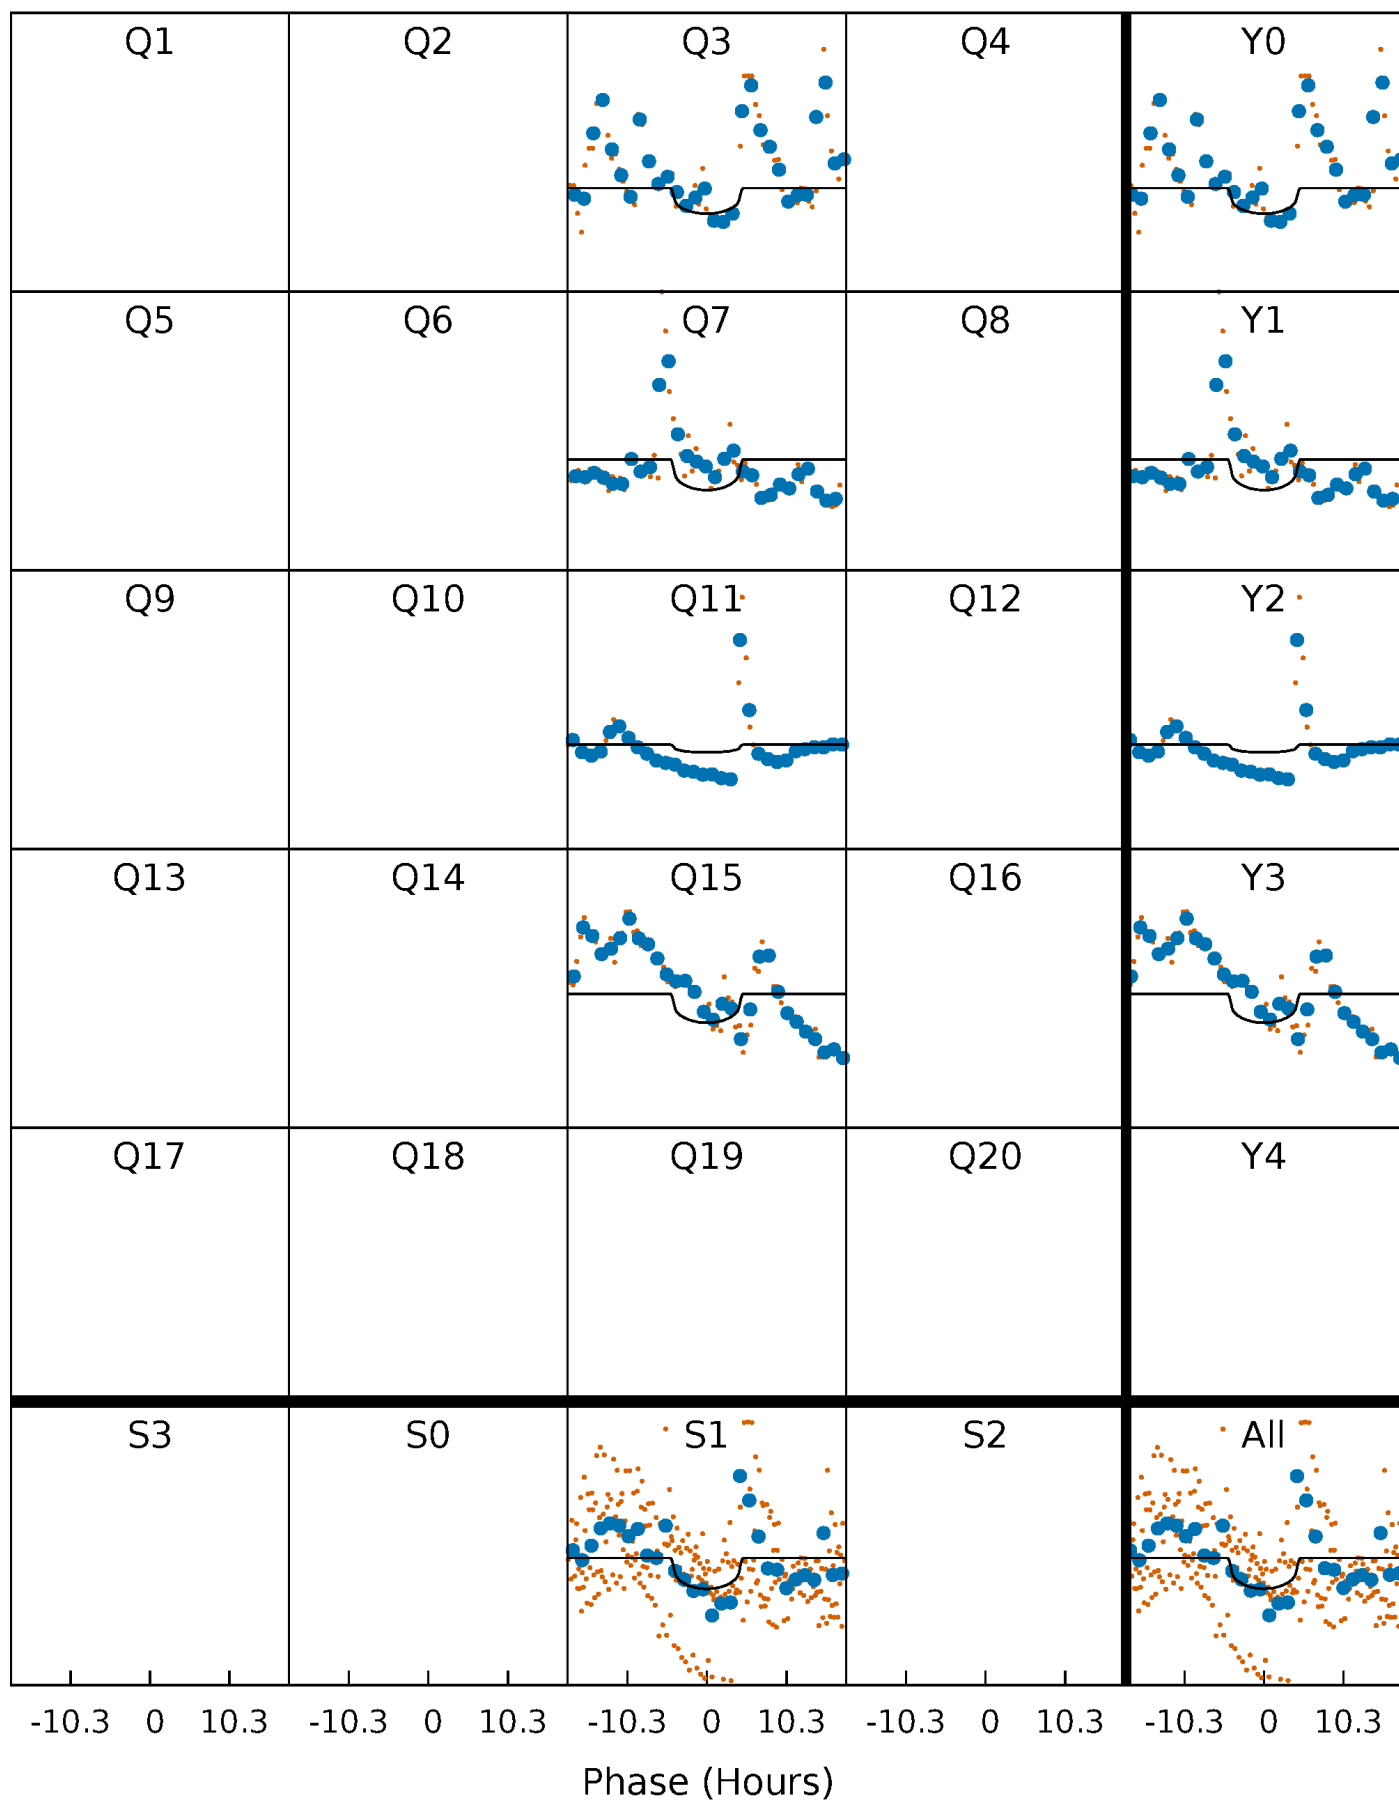 Q1 Q2 Q3 Q4 Y0
Q5 Q6 Q7 Q8 Y1
Q9 Q10 Q11 Q12 Y2
Q13 Q14 Q15 Q16 Y3
Q17 Q18 Q19 Q20 Y4
S3 S0 S1 S2 All
-10.3 0 10.3 -10.3 0 10.3 -10.3 0 10.3 -10.3 0 10.3 -10.3 0 10.3
Phase (Hours)